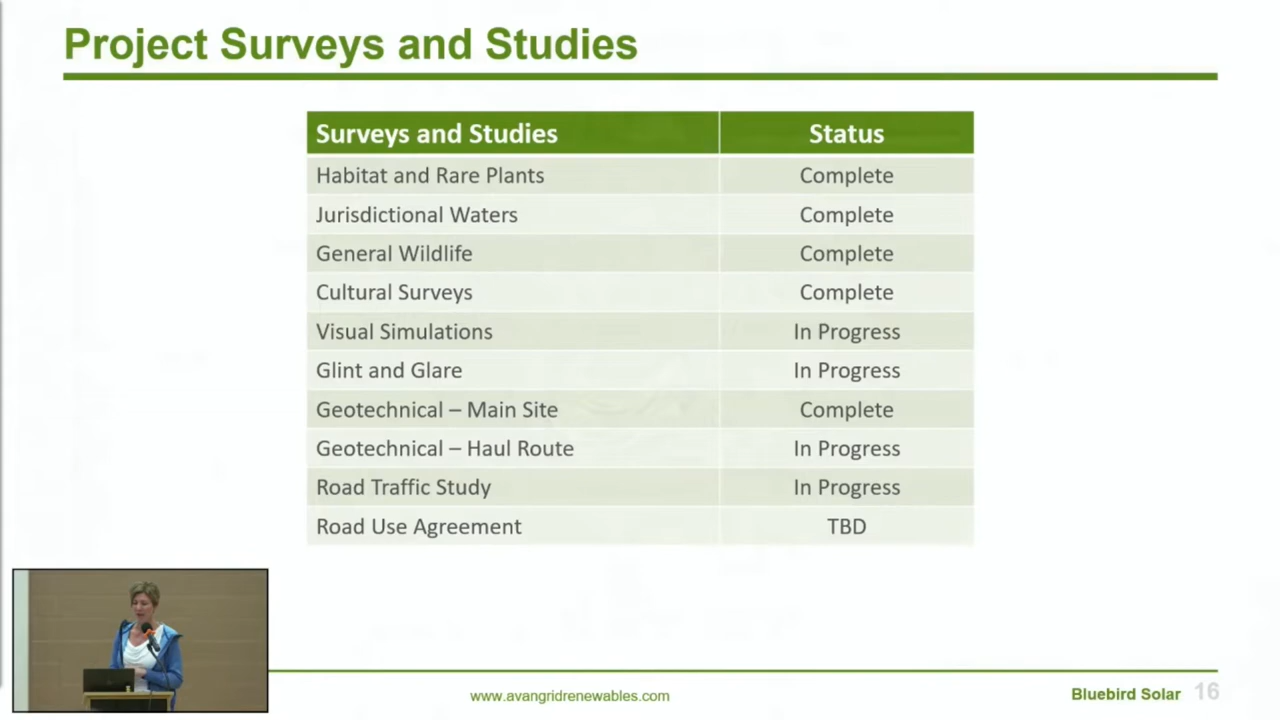 Project Surveys and Studies
Surveys and Studies Status
Habitat and Rare Plants Complete
Jurisdictional Waters Complete
General Wildlife Complete
Cultural Surveys Complete
Visual Simulations In Progress
Glint and Glare In Progress
Geotechnical – Main Site Complete
Geotechnical – Haul Route In Progress
Road Traffic Study In Progress
Road Use Agreement TBD
www.avangridrenewables.com Bluebird Solar 16